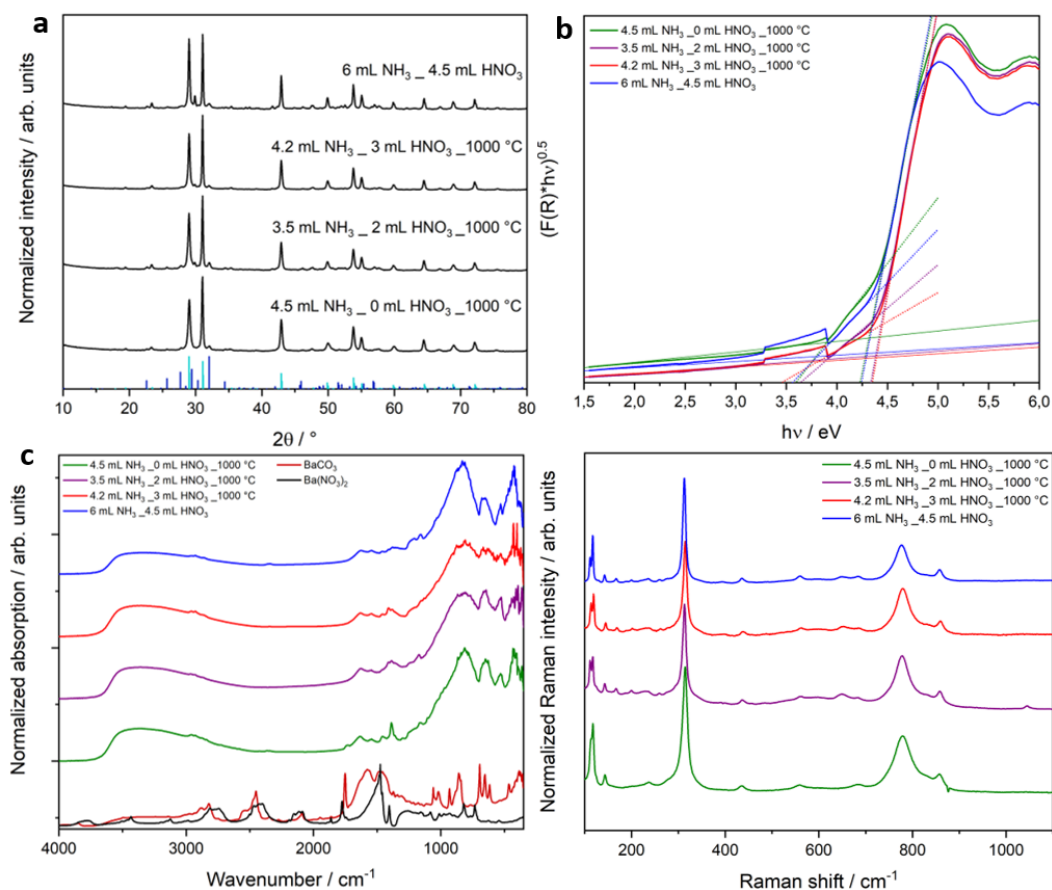 a
6 mL NH₃ _ 4.5 mL HNO₃
4.2 mL NH₃ _ 3 mL HNO₃ _1000 °C
3.5 mL NH₃ _ 2 mL HNO₃ _1000 °C
4.5 mL NH₃ _ 0 mL HNO₃ _1000 °C
Normalized intensity / arb. units
10 20 30 40 50 60 70 80
2θ / °
b
4.5 mL NH₃ _0 mL HNO₃ _1000 °C
3.5 mL NH₃ _2 mL HNO₃ _1000 °C
4.2 mL NH₃ _3 mL HNO₃ _1000 °C
6 mL NH₃ _4.5 mL HNO₃
(F(R)*hν)^0.5
1,5 2,0 2,5 3,0 3,5 4,0 4,5 5,0 5,5 6,0
hν / eV
c
4.5 mL NH₃ _0 mL HNO₃ _1000 °C
3.5 mL NH₃ _2 mL HNO₃ _1000 °C
4.2 mL NH₃ _3 mL HNO₃ _1000 °C
6 mL NH₃ _4.5 mL HNO₃
BaCO₃
Ba(NO₃)₂
Normalized absorption / arb. units
4000 3000 2000 1000
Wavenumber / cm⁻¹
4.5 mL NH₃ _0 mL HNO₃ _1000 °C
3.5 mL NH₃ _2 mL HNO₃ _1000 °C
4.2 mL NH₃ _3 mL HNO₃ _1000 °C
6 mL NH₃ _4.5 mL HNO₃
Normalized Raman intensity / arb. units
200 400 600 800 1000
Raman shift / cm⁻¹